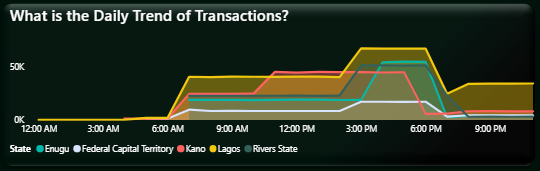 What is the Daily Trend of Transactions?
50K
0K
12:00 AM 3:00 AM 6:00 AM 9:00 AM 12:00 PM 3:00 PM 6:00 PM 9:00 PM
State Enugu Federal Capital Territory Kano Lagos Rivers State